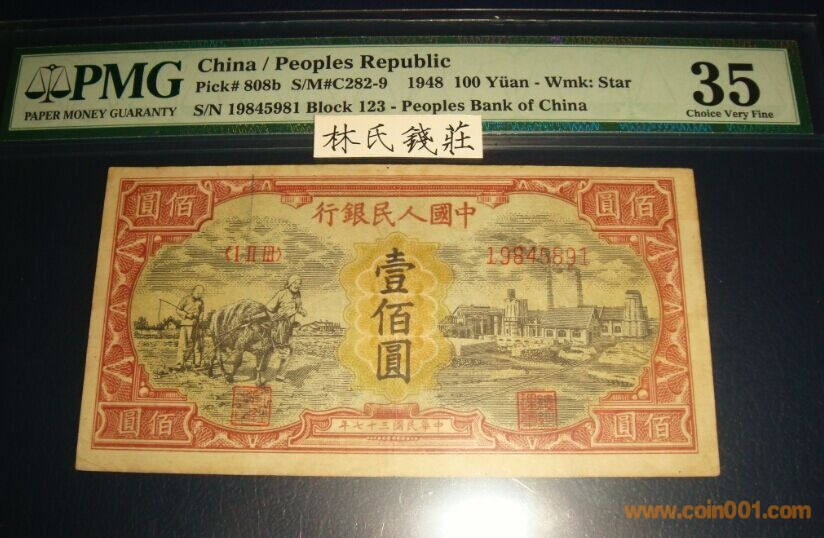 PMG
PAPER MONEY GUARANTY
China / Peoples Republic
Pick# 808b S/M#C282-9 1948 100 Yüan - Wmk: Star
S/N 19845981 Block 123 - Peoples Bank of China
35
Choice Very Fine
林氏錢莊
圓佰
行銀民人國中
圓佰
〈I II III〉
19845891
壹佰圓
圓佰
年七十三國民華中
圓佰
www.coin001.com